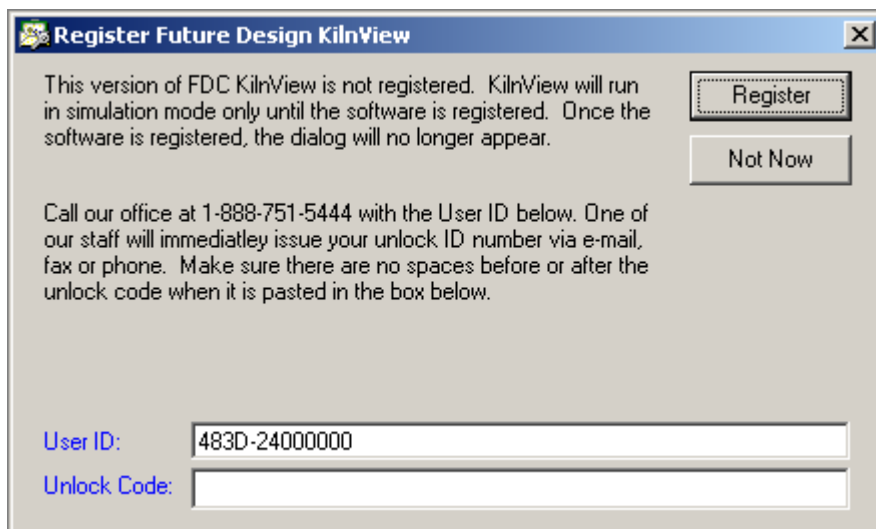 Register Future Design KilnView
This version of FDC KilnView is not registered.  KilnView will run
in simulation mode only until the software is registered.  Once the
software is registered, the dialog will no longer appear.
Register
Not Now
Call our office at 1-888-751-5444 with the User ID below. One of
our staff will immediatley issue your unlock ID number via e-mail,
fax or phone.  Make sure there are no spaces before or after the
unlock code when it is pasted in the box below.
User ID: 483D-24000000
Unlock Code: